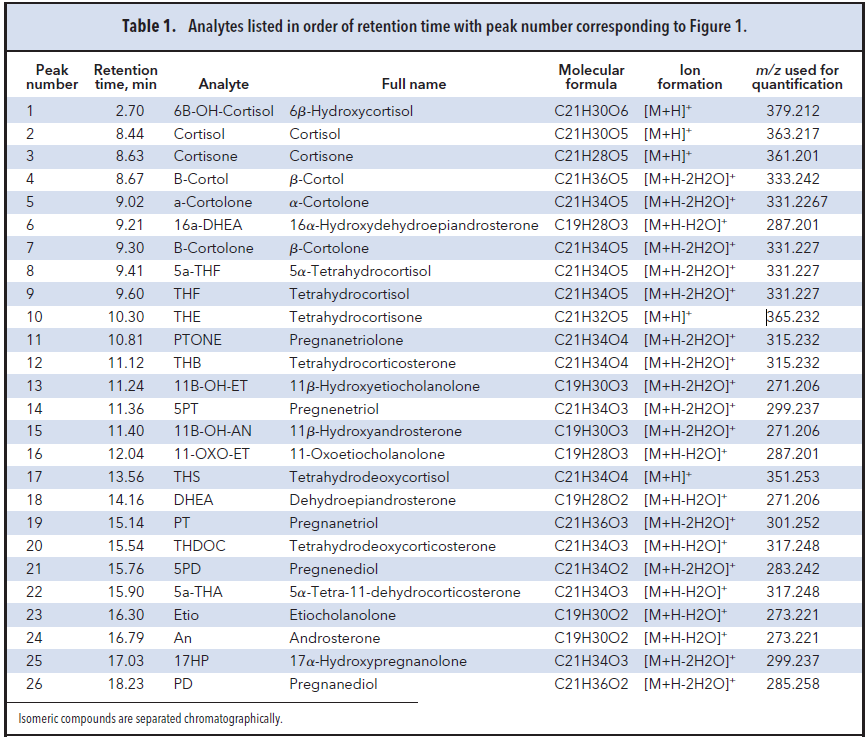 Table 1. Analytes listed in order of retention time with peak number corresponding to Figure 1.
Peak number Retention time, min Analyte Full name Molecular formula Ion formation m/z used for quantification
1 2.70 6B-OH-Cortisol 6β-Hydroxycortisol C21H30O6 [M+H]⁺ 379.212
2 8.44 Cortisol Cortisol C21H30O5 [M+H]⁺ 363.217
3 8.63 Cortisone Cortisone C21H28O5 [M+H]⁺ 361.201
4 8.67 B-Cortol β-Cortol C21H36O5 [M+H-2H2O]⁺ 333.242
5 9.02 a-Cortolone α-Cortolone C21H34O5 [M+H-2H2O]⁺ 331.2267
6 9.21 16a-DHEA 16α-Hydroxydehydroepiandrosterone C19H28O3 [M+H-H2O]⁺ 287.201
7 9.30 B-Cortolone β-Cortolone C21H34O5 [M+H-2H2O]⁺ 331.227
8 9.41 5a-THF 5α-Tetrahydrocortisol C21H34O5 [M+H-2H2O]⁺ 331.227
9 9.60 THF Tetrahydrocortisol C21H34O5 [M+H-2H2O]⁺ 331.227
10 10.30 THE Tetrahydrocortisone C21H32O5 [M+H]⁺ 365.232
11 10.81 PTONE Pregnanetriolone C21H34O4 [M+H-2H2O]⁺ 315.232
12 11.12 THB Tetrahydrocorticosterone C21H34O4 [M+H-2H2O]⁺ 315.232
13 11.24 11B-OH-ET 11β-Hydroxyetiocholanolone C19H30O3 [M+H-2H2O]⁺ 271.206
14 11.36 5PT Pregnenetriol C21H34O3 [M+H-2H2O]⁺ 299.237
15 11.40 11B-OH-AN 11β-Hydroxyandrosterone C19H30O3 [M+H-2H2O]⁺ 271.206
16 12.04 11-OXO-ET 11-Oxoetiocholanolone C19H28O3 [M+H-H2O]⁺ 287.201
17 13.56 THS Tetrahydrodeoxycortisol C21H34O4 [M+H]⁺ 351.253
18 14.16 DHEA Dehydroepiandrosterone C19H28O2 [M+H-H2O]⁺ 271.206
19 15.14 PT Pregnanetriol C21H36O3 [M+H-2H2O]⁺ 301.252
20 15.54 THDOC Tetrahydrodeoxycorticosterone C21H34O3 [M+H-H2O]⁺ 317.248
21 15.76 5PD Pregnenediol C21H34O2 [M+H-2H2O]⁺ 283.242
22 15.90 5a-THA 5α-Tetra-11-dehydrocorticosterone C21H34O3 [M+H-H2O]⁺ 317.248
23 16.30 Etio Etiocholanolone C19H30O2 [M+H-H2O]⁺ 273.221
24 16.79 An Androsterone C19H30O2 [M+H-H2O]⁺ 273.221
25 17.03 17HP 17α-Hydroxypregnanolone C21H34O3 [M+H-2H2O]⁺ 299.237
26 18.23 PD Pregnanediol C21H36O2 [M+H-2H2O]⁺ 285.258
Isomeric compounds are separated chromatographically.